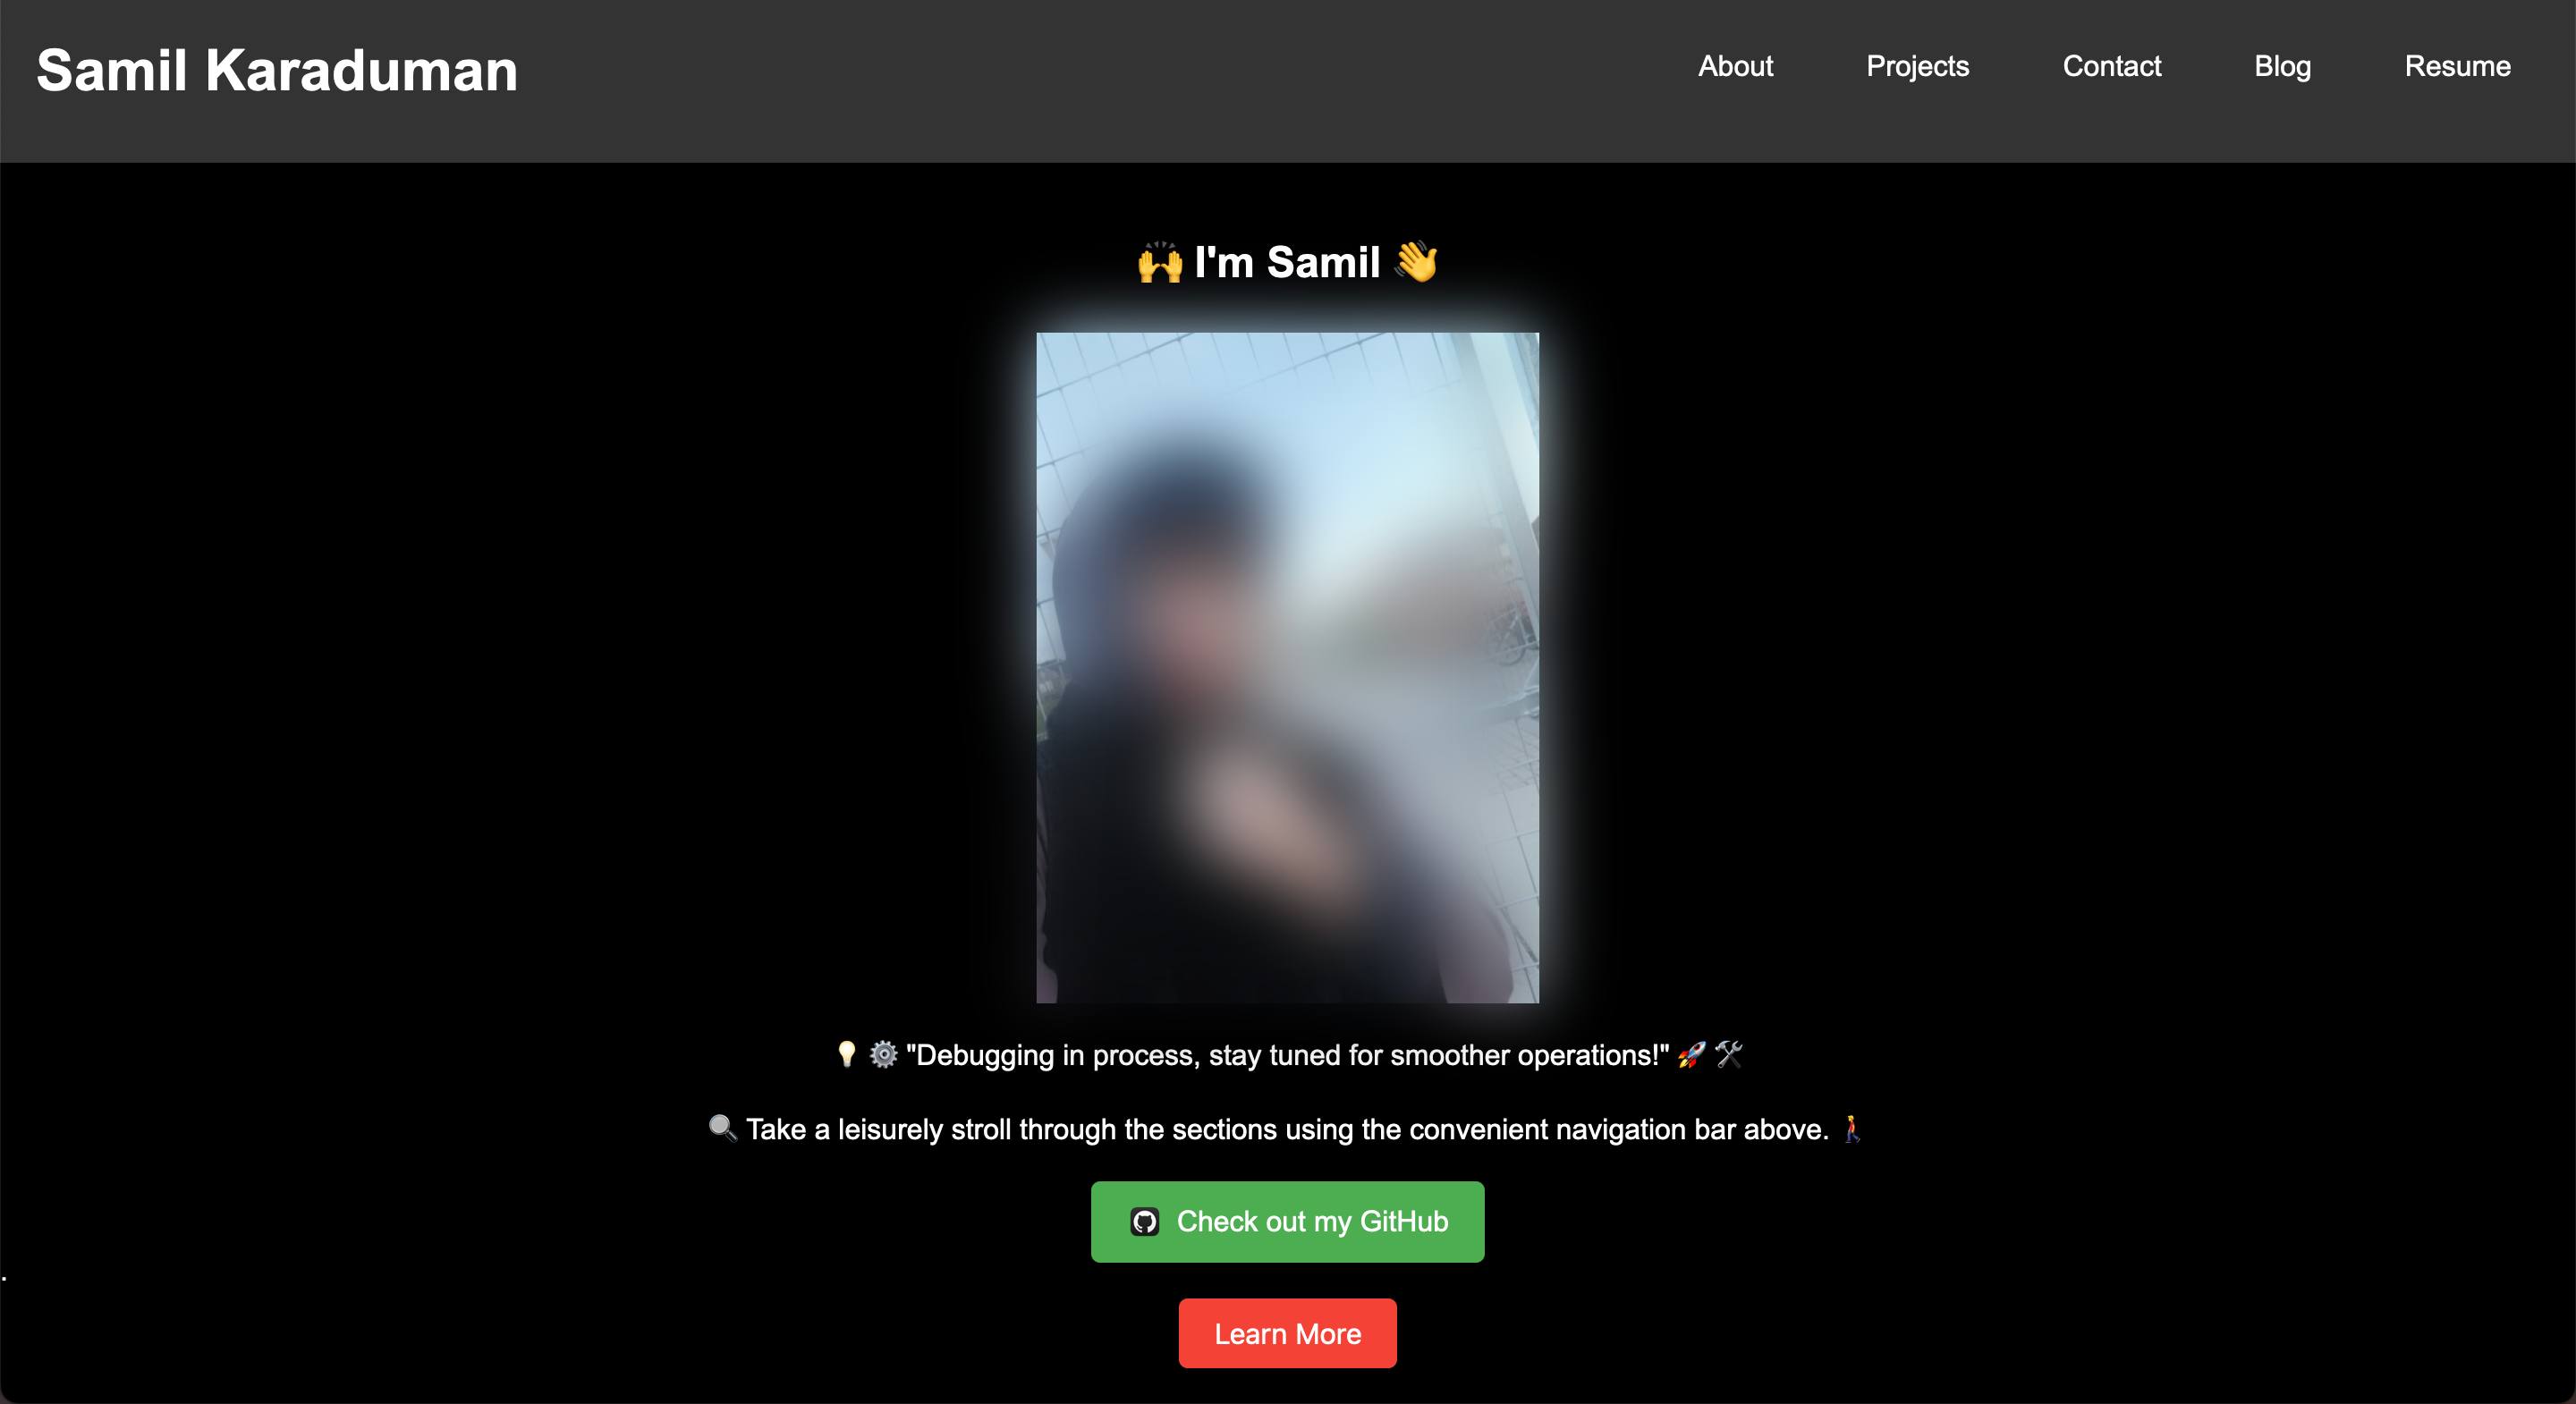 Samil Karaduman
About Projects Contact Blog Resume
🙌 I'm Samil 👋
💡 ⚙️ "Debugging in process, stay tuned for smoother operations!" 🚀 🛠️
🔍 Take a leisurely stroll through the sections using the convenient navigation bar above. 🚶
Check out my GitHub
.
Learn More